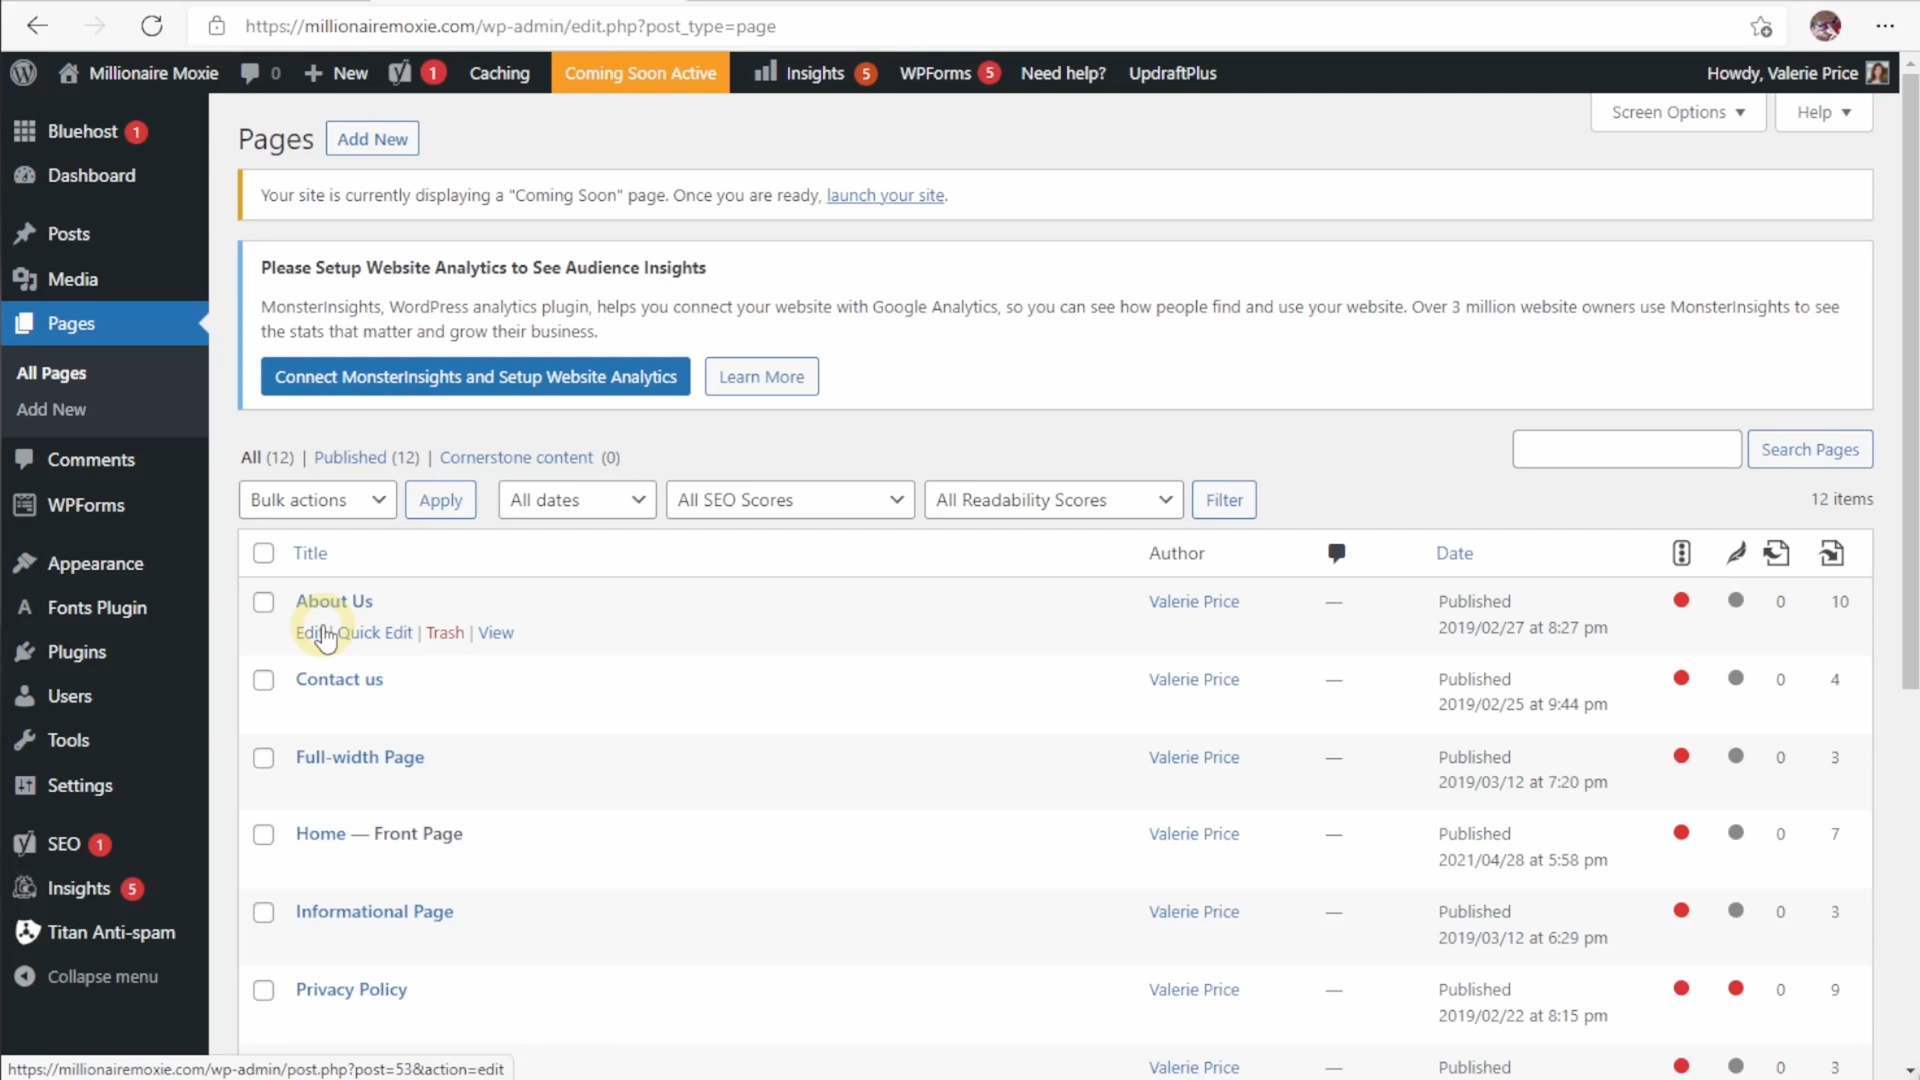 https://millionairemoxie.com/wp-admin/edit.php?post_type=page
Millionaire Moxie 0 New 1 Caching Coming Soon Active Insights 5 WPForms 5 Need help? UpdraftPlus Howdy, Valerie Price
Screen Options Help
Bluehost 1
Dashboard
Posts
Media
Pages
All Pages
Add New
Comments
WPForms
Appearance
Fonts Plugin
Plugins
Users
Tools
Settings
SEO 1
Insights 5
Titan Anti-spam
Collapse menu
Pages Add New
Your site is currently displaying a "Coming Soon" page. Once you are ready, launch your site.
Please Setup Website Analytics to See Audience Insights
MonsterInsights, WordPress analytics plugin, helps you connect your website with Google Analytics, so you can see how people find and use your website. Over 3 million website owners use MonsterInsights to see
the stats that matter and grow their business.
Connect MonsterInsights and Setup Website Analytics Learn More
All (12) | Published (12) | Cornerstone content (0)
Search Pages
Bulk actions Apply All dates All SEO Scores All Readability Scores Filter 12 items
Title Author Date
About Us Valerie Price — Published 0 10
Edit | Quick Edit | Trash | View 2019/02/27 at 8:27 pm
Contact us Valerie Price — Published 0 4
2019/02/25 at 9:44 pm
Full-width Page Valerie Price — Published 0 3
2019/03/12 at 7:20 pm
Home — Front Page Valerie Price — Published 0 7
2021/04/28 at 5:58 pm
Informational Page Valerie Price — Published 0 3
2019/03/12 at 6:29 pm
Privacy Policy Valerie Price — Published 0 9
2019/02/22 at 8:15 pm
Valerie Price — Published 0 3
https://millionairemoxie.com/wp-admin/post.php?post=53&action=edit